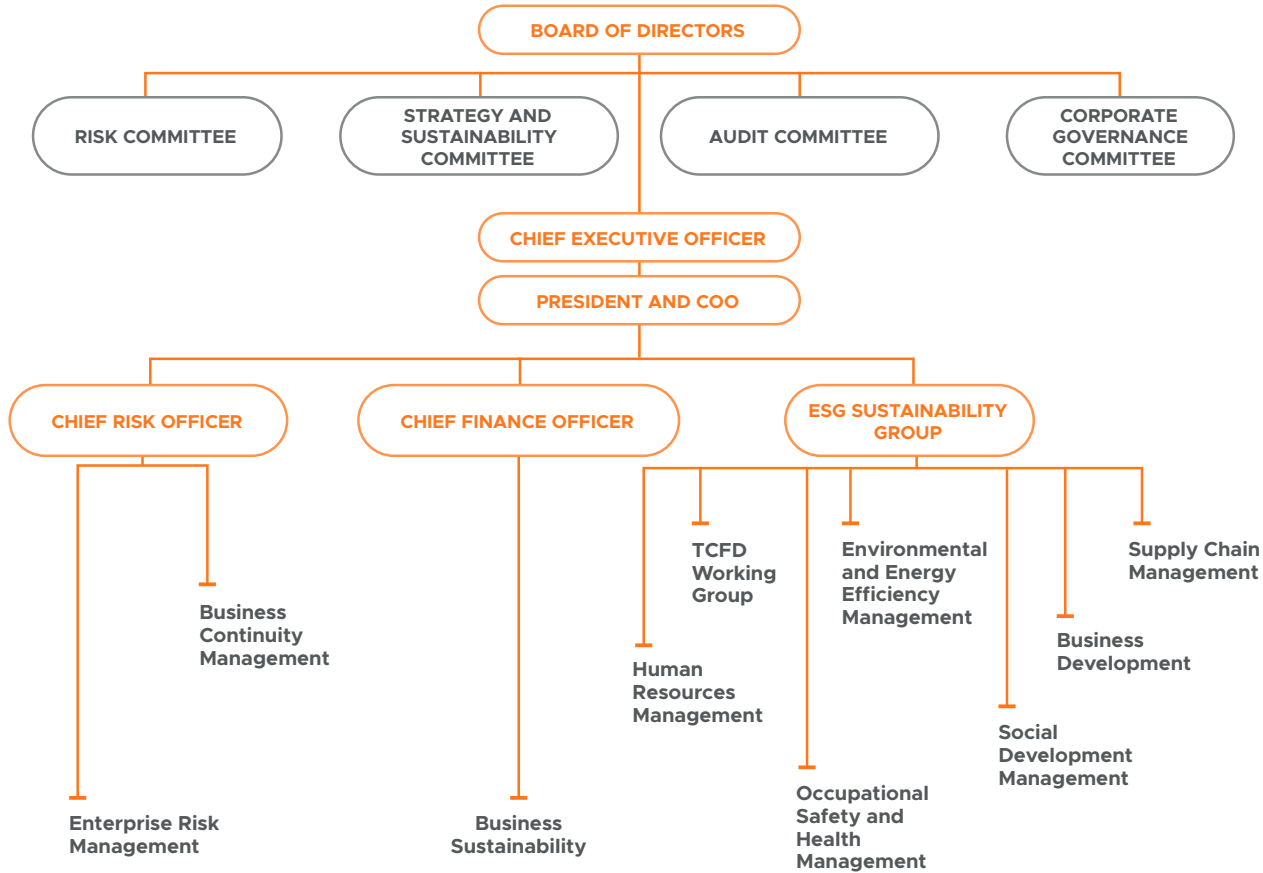 BOARD OF DIRECTORS
RISK COMMITTEE
STRATEGY AND
SUSTAINABILITY
COMMITTEE
AUDIT COMMITTEE
CORPORATE
GOVERNANCE
COMMITTEE
CHIEF EXECUTIVE OFFICER
PRESIDENT AND COO
CHIEF RISK OFFICER
CHIEF FINANCE OFFICER
ESG SUSTAINABILITY
GROUP
Enterprise Risk
Management
Business
Continuity
Management
Business
Sustainability
Human
Resources
Management
TCFD
Working
Group
Occupational
Safety and
Health
Management
Environmental
and Energy
Efficiency
Management
Social
Development
Management
Business
Development
Supply Chain
Management